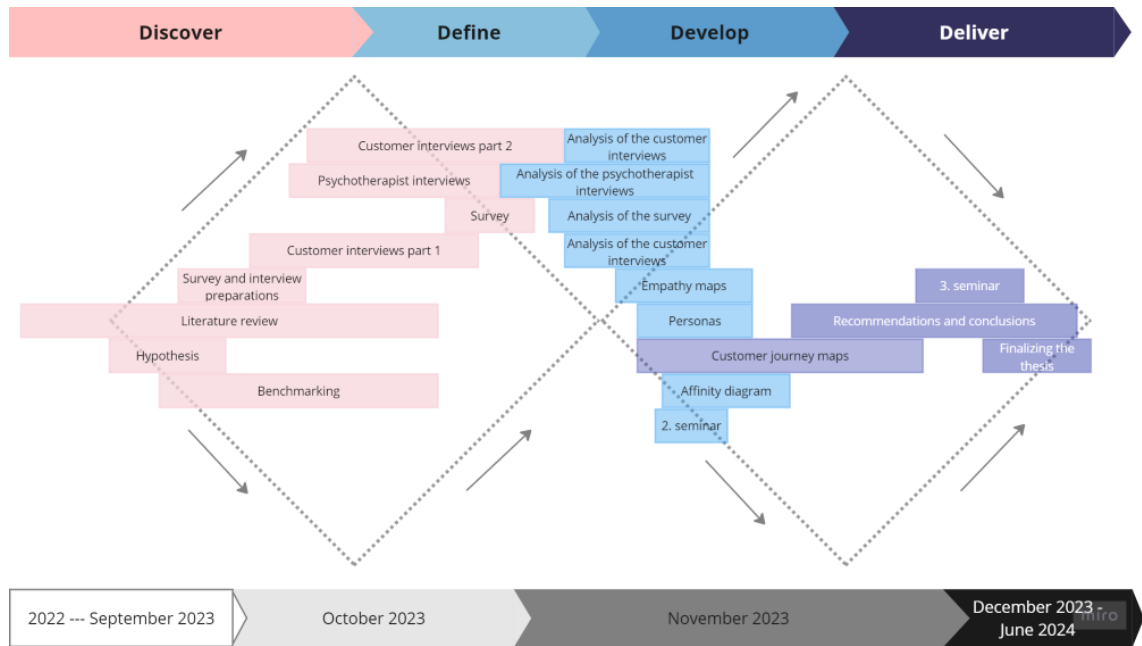 Discover
Define
Develop
Deliver
Customer interviews part 2
Analysis of the customer
interviews
Psychotherapist interviews
Analysis of the psychotherapist
interviews
Survey
Analysis of the survey
Customer interviews part 1
Analysis of the customer
interviews
Survey and interview
preparations
Empathy maps
3. seminar
Literature review
Personas
Recommendations and conclusions
Hypothesis
Customer journey maps
Finalizing the
thesis
Benchmarking
Affinity diagram
2. seminar
2022 --- September 2023
October 2023
November 2023
December 2023 -
June 2024
miro